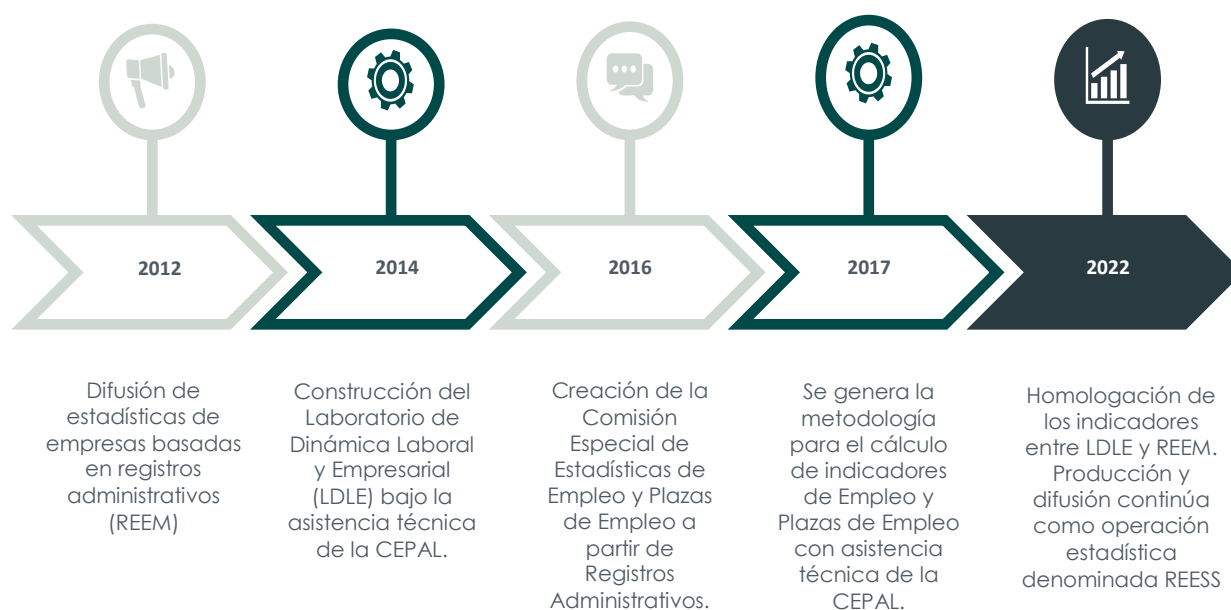 2012
2014
2016
2017
2022
Difusión de
estadísticas de
empresas basadas
en registros
administrativos
(REEM)
Construcción del
Laboratorio de
Dinámica Laboral
y Empresarial
(LDLE) bajo la
asistencia técnica
de la CEPAL.
Creación de la
Comisión
Especial de
Estadísticas de
Empleo y Plazas
de Empleo a
partir de
Registros
Administrativos.
Se genera la
metodología
para el cálculo
de indicadores
de Empleo y
Plazas de Empleo
con asistencia
técnica de la
CEPAL.
Homologación de
los indicadores
entre LDLE y REEM.
Producción y
difusión continúa
como operación
estadística
denominada REESS